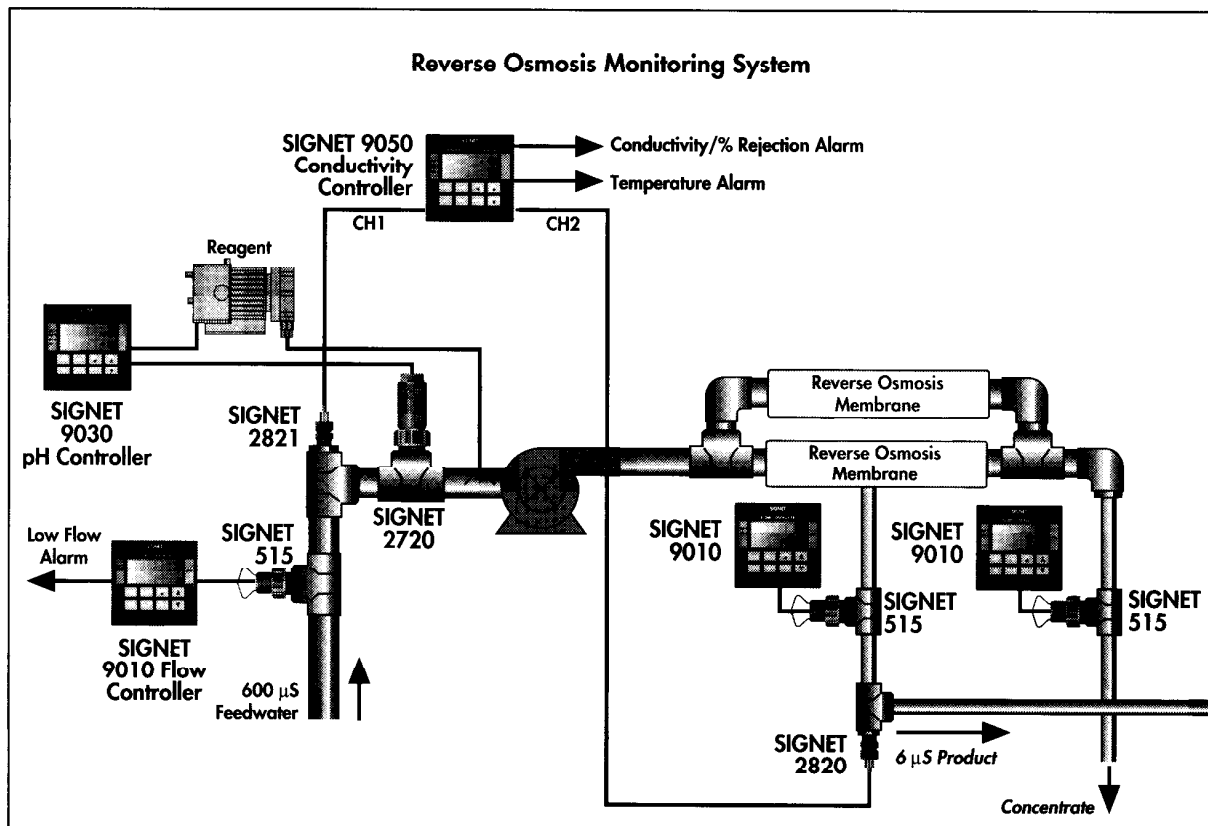 Reverse Osmosis Monitoring System
SIGNET 9050
Conductivity
Controller
Conductivity/% Rejection Alarm
Temperature Alarm
CH1
CH2
Reagent
SIGNET
9030
pH Controller
SIGNET
2821
SIGNET
2720
Reverse Osmosis
Membrane
Reverse Osmosis
Membrane
Low Flow
Alarm
SIGNET
515
SIGNET
9010 Flow
Controller
600 µS
Feedwater
SIGNET
9010
SIGNET
9010
SIGNET
515
SIGNET
515
SIGNET
2820
6 µS Product
Concentrate